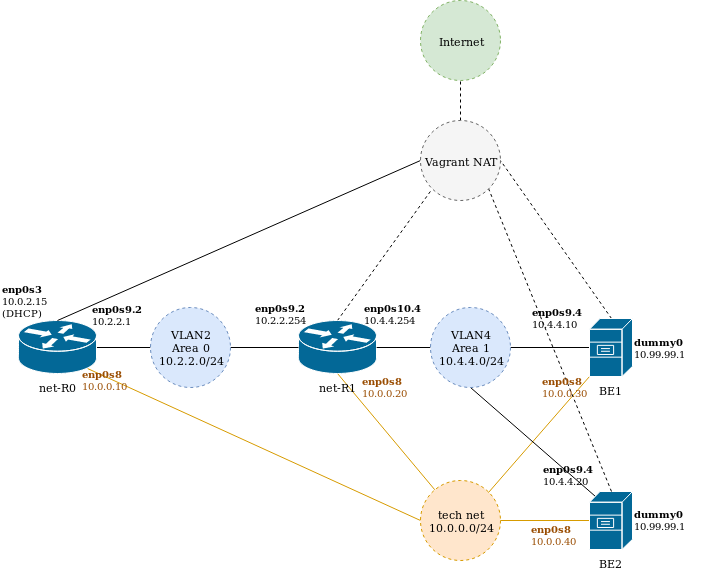 Internet
Vagrant NAT
enp0s3
10.0.2.15
(DHCP)
enp0s9.2
10.2.2.1
net-R0
enp0s8
10.0.0.10
VLAN2
Area 0
10.2.2.0/24
enp0s9.2
10.2.2.254
net-R1
enp0s10.4
10.4.4.254
enp0s8
10.0.0.20
VLAN4
Area 1
10.4.4.0/24
enp0s9.4
10.4.4.10
dummy0
10.99.99.1
BE1
enp0s8
10.0.0.30
enp0s9.4
10.4.4.20
tech net
10.0.0.0/24
enp0s8
10.0.0.40
dummy0
10.99.99.1
BE2